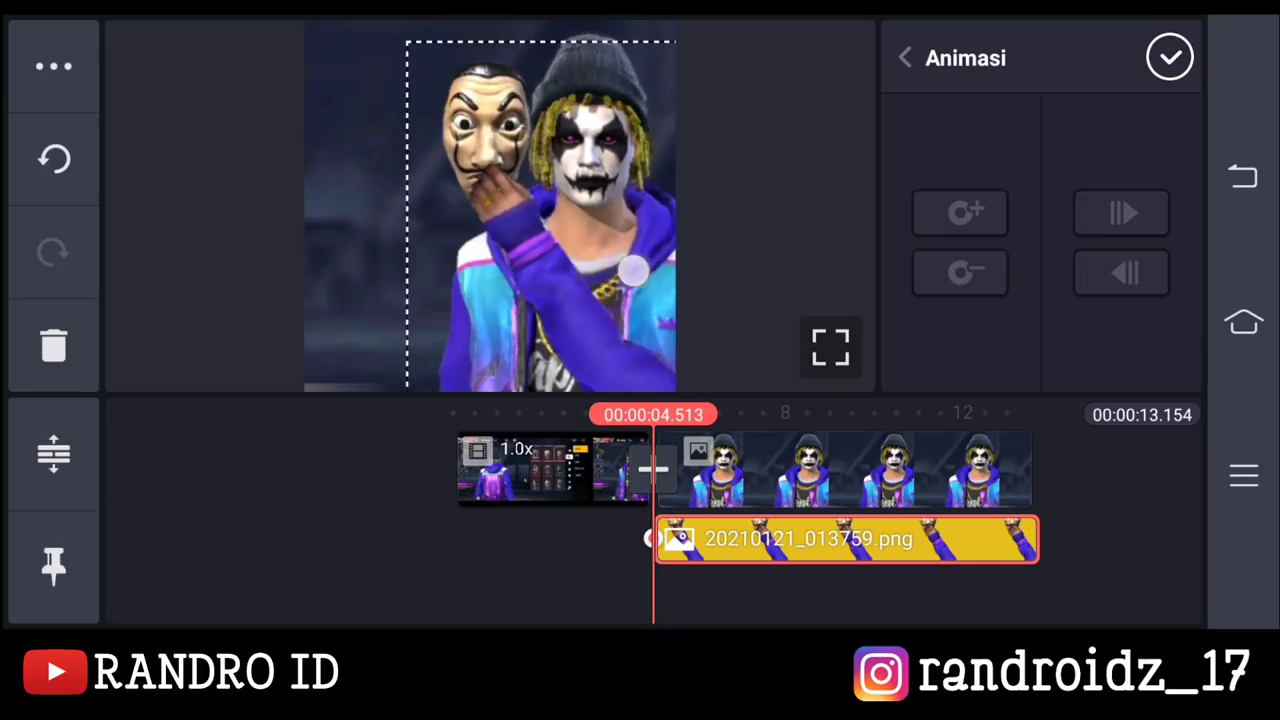 Animasi
00:00:04.513
8
12
00:00:13.154
1.0x
20210121_013759.png
RANDRO ID
randroidz_17